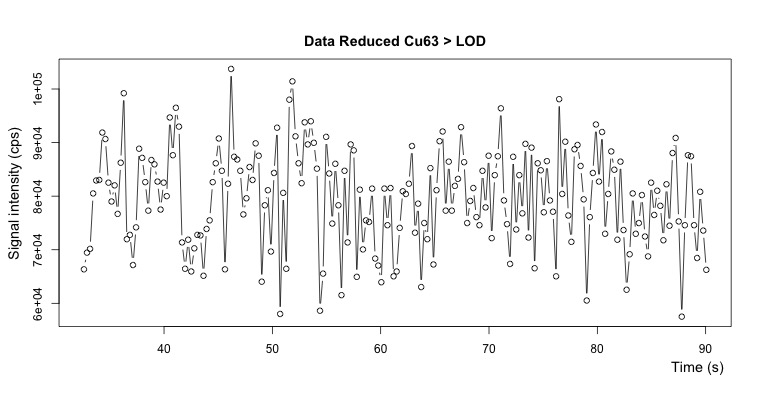 Data Reduced Cu63 > LOD
Signal intensity (cps)
1e+05
9e+04
8e+04
7e+04
6e+04
40 50 60 70 80 90
Time (s)